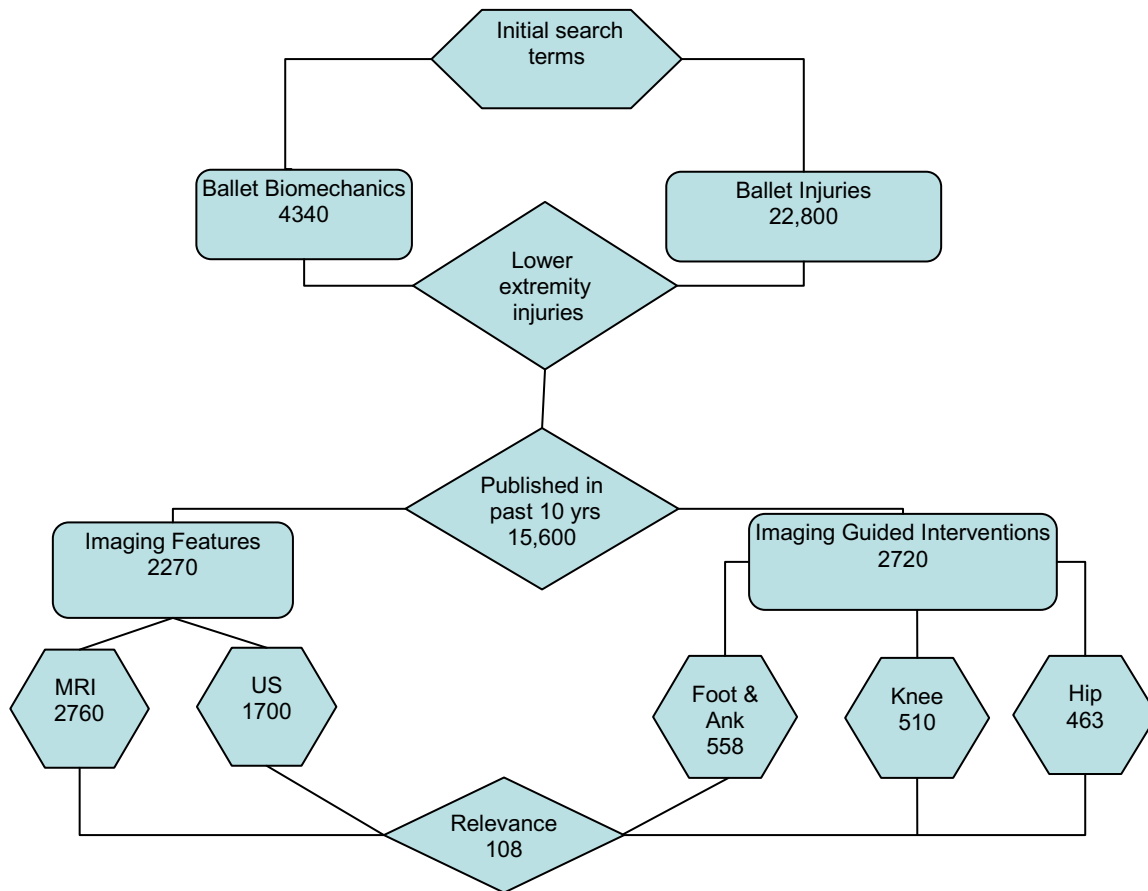 Initial search
terms
Ballet Biomechanics
4340
Ballet Injuries
22,800
Lower
extremity
injuries
Published in
past 10 yrs
15,600
Imaging Features
2270
Imaging Guided Interventions
2720
MRI
2760
US
1700
Foot &
Ank
558
Knee
510
Hip
463
Relevance
108